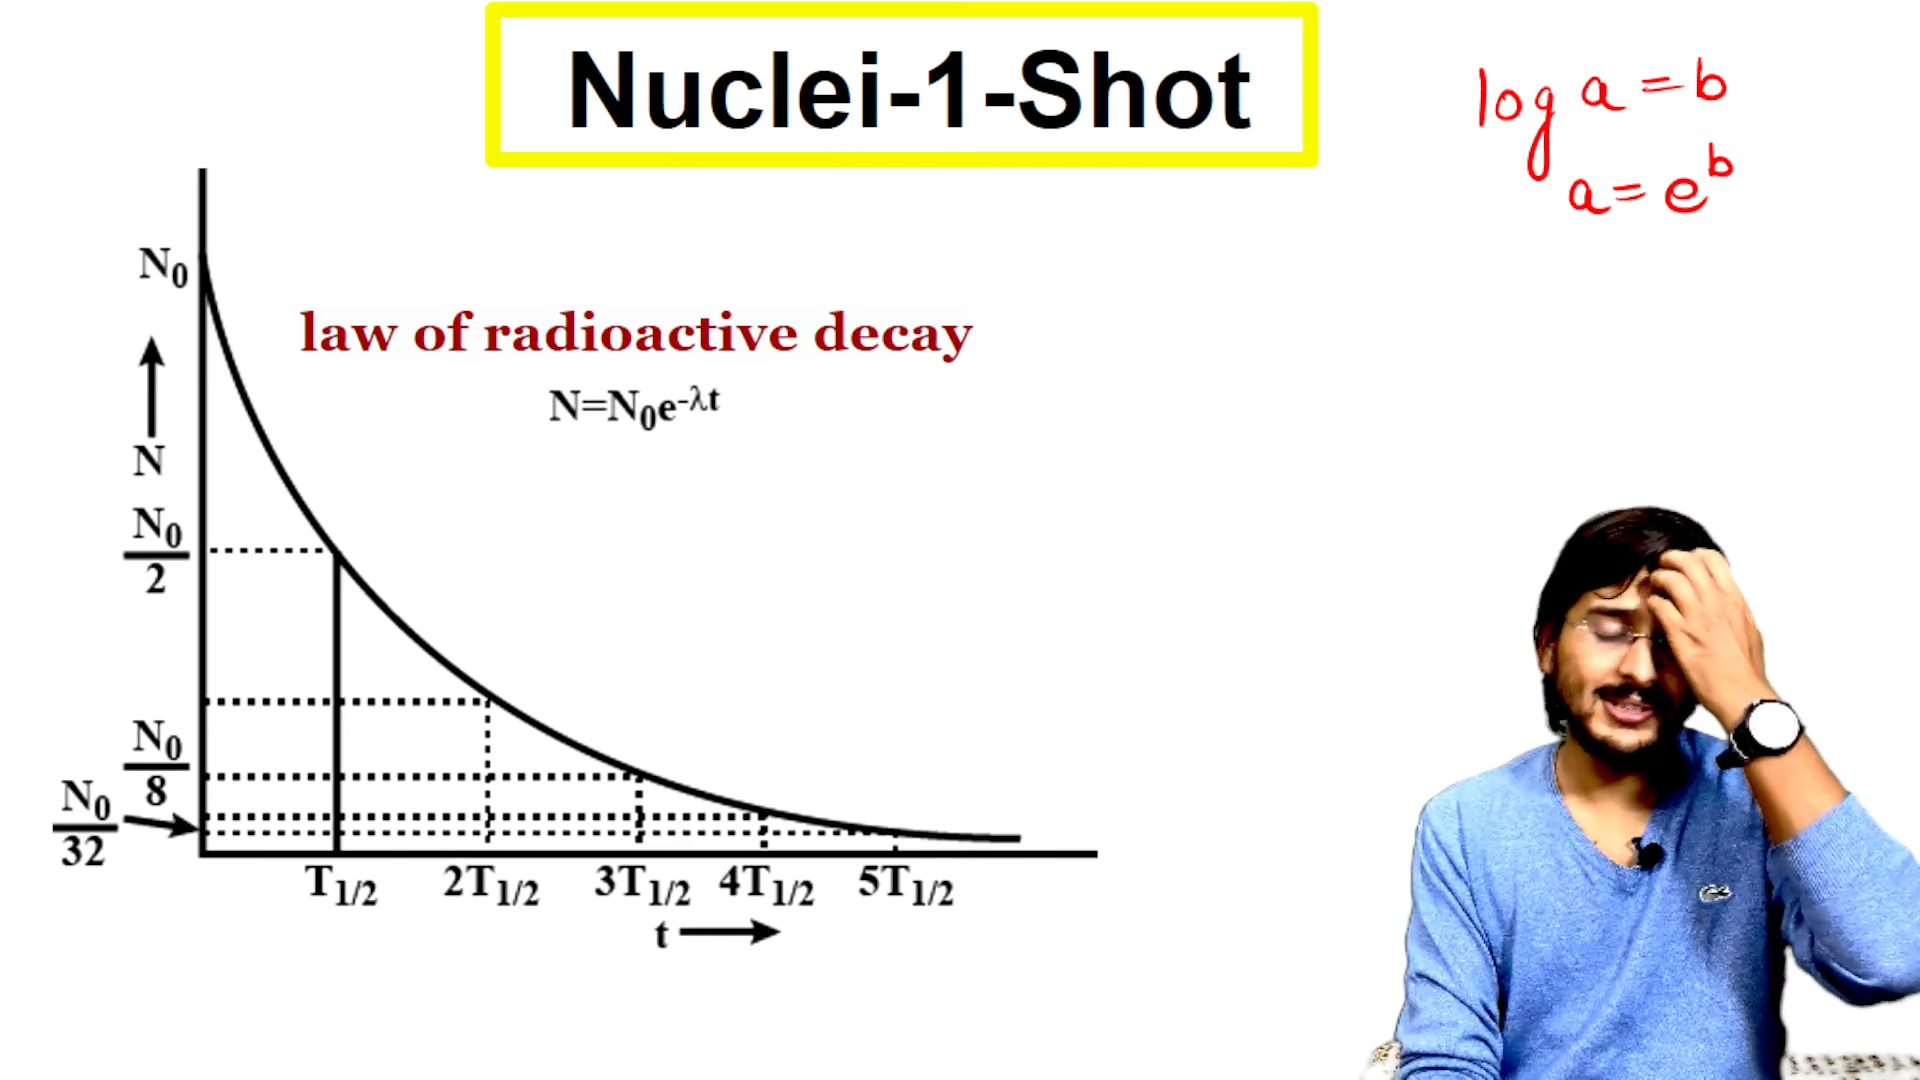 Nuclei-1-Shot
log a = b
a = e^b
N₀
law of radioactive decay
N=N₀e^-λt
N
N₀/2
N₀/8
N₀/32
T₁/₂ 2T₁/₂ 3T₁/₂ 4T₁/₂ 5T₁/₂
t